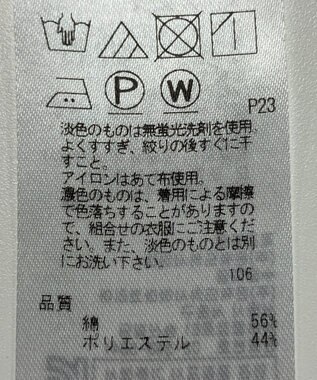 P
W
P23
淡色のものは無蛍光洗剤を使用
よくすすぎ、絞りの後すぐに干
すこと。
アイロンはあて布使用。
濃色のものは、着用による摩擦
で色落ちすることがありますの
で、組合せの衣服にご注意くだ
さい。また、淡色のものとは別
にお洗い下さい。
106
品質
綿 56%
ポリエステル 44%